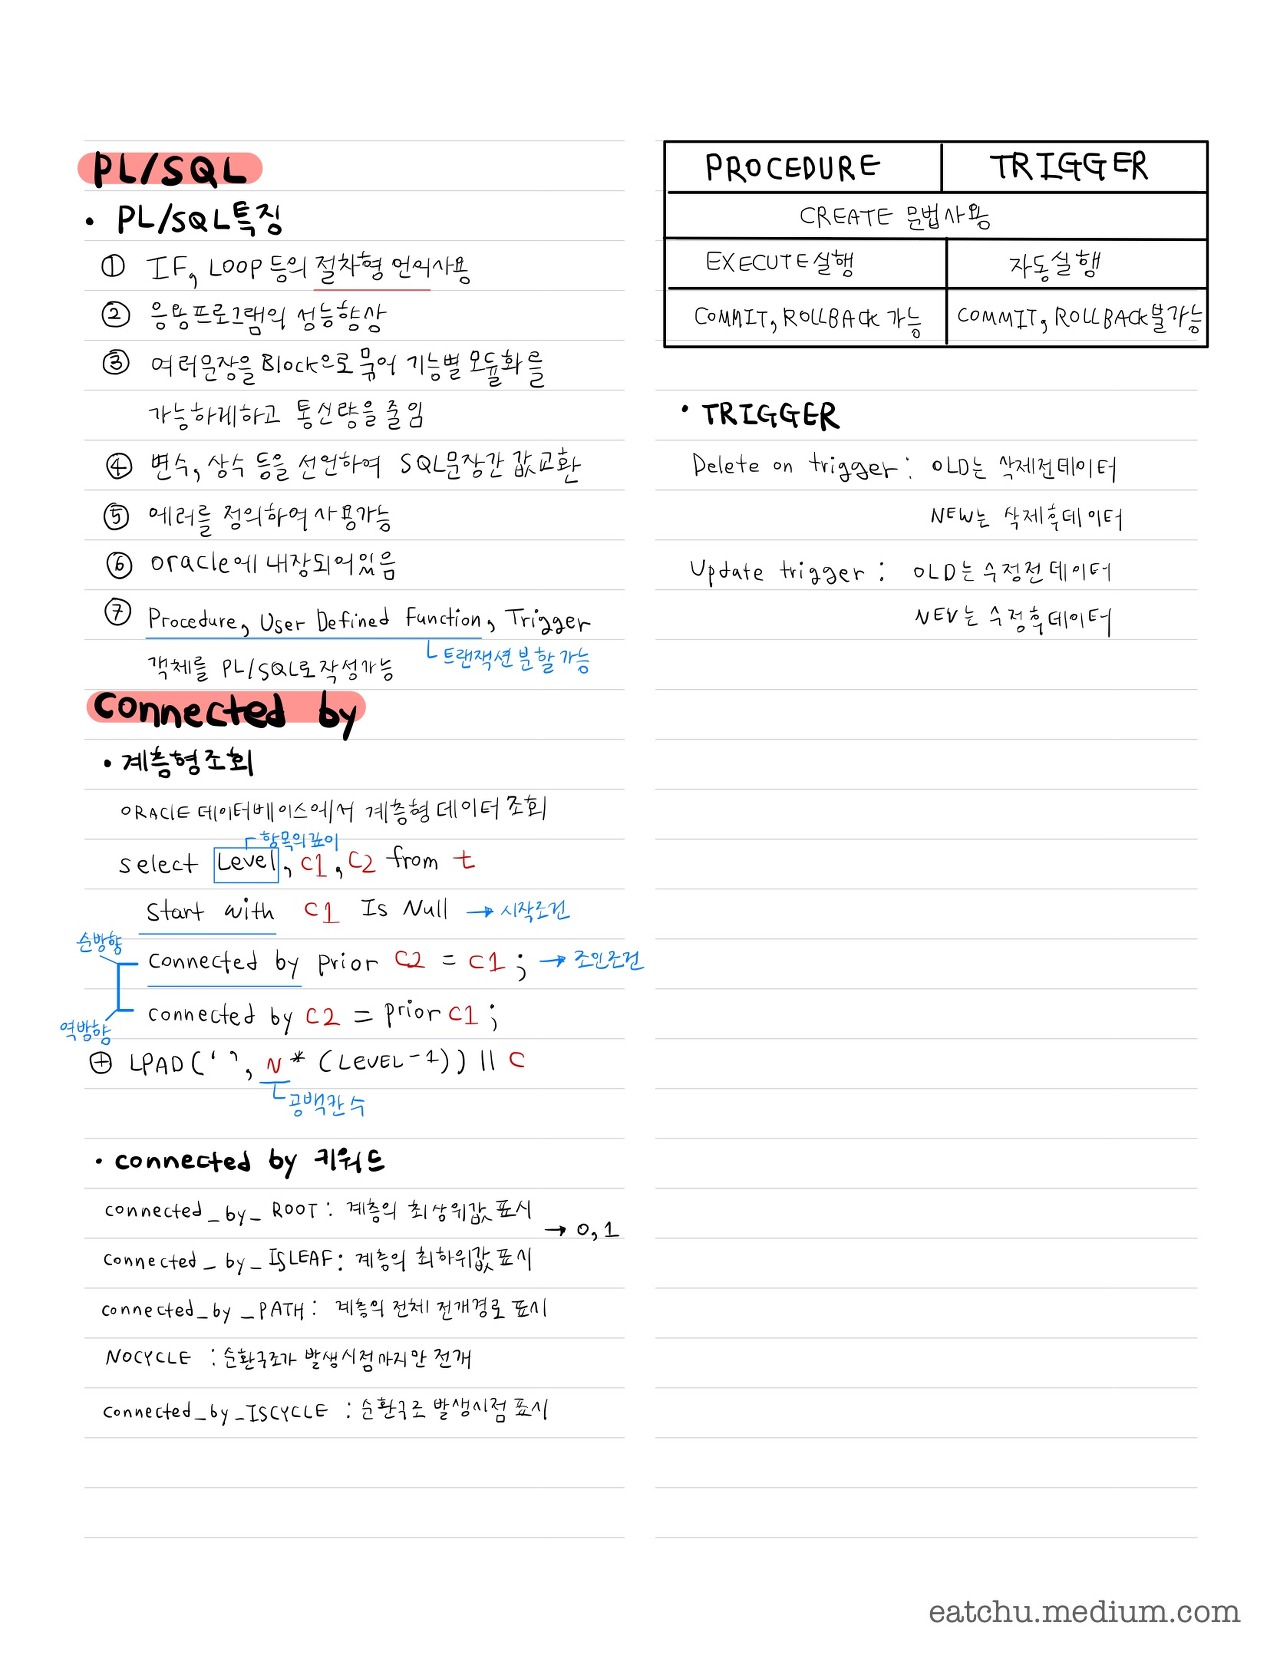 PL/SQL
• PL/SQL특징
① IF, LOOP등의 절차형 언어사용
② 응용프로그램의 성능향상
③ 여러문장을 Block으로 묶어 기능별 모듈화를
가능하게하고 통신량을 줄임
④ 변수, 상수 등을 선언하여 SQL문장간 값교환
⑤ 에러를 정의하여 사용가능
⑥ oracle에 내장되어있음
⑦ Procedure, User Defined Function, Trigger
객체를 PL/SQL로 작성가능
트랜잭션 분할 가능
Connected by
• 계층형조회
ORACLE 데이터베이스에서 계층형 데이터 조회
항목의 깊이
select Level, C1, C2 from t
Start with C1 Is Null → 시작조건
순방향
connected by prior C2 = C1; → 조인조건
connected by C2 = prior C1;
역방향
⊕ LPAD(' ', N * (LEVEL-1)) || C
공백칸 수
• connected by 키워드
connected_by_ROOT: 계층의 최상위값 표시
→ 0, 1
connected_by_ISLEAF: 계층의 최하위값 표시
connected_by_PATH: 계층의 전체 전개경로 표시
NOCYCLE : 순환구조가 발생시점까지만 전개
connected_by_ISCYCLE : 순환구조 발생시점 표시
PROCEDURE TRIGGER
CREATE 문법사용
EXECUTE실행 자동실행
COMMIT, ROLLBACK 가능 COMMIT, ROLLBACK불가능
• TRIGGER
Delete on trigger: OLD는 삭제전데이터
NEW는 삭제후데이터
Update trigger: OLD는 수정전 데이터
NEW는 수정후데이터
eatchu.medium.com